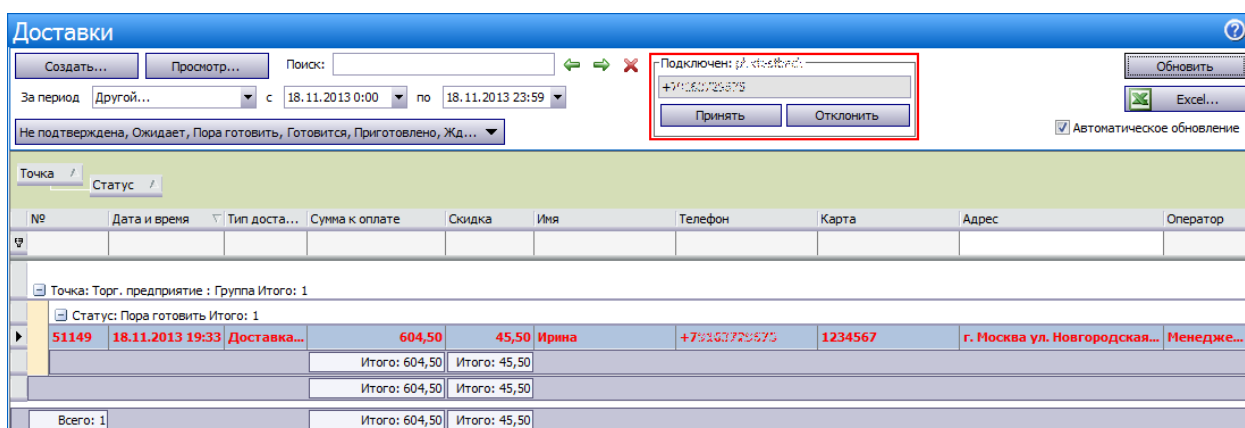 Доставки
Создать... Просмотр... Поиск: Подключен: Обновить
За период Другой... с 18.11.2013 0:00 по 18.11.2013 23:59 Excel...
Принять Отклонить
Не подтверждена, Ожидает, Пора готовить, Готовится, Приготовлено, Жд... Автоматическое обновление
Точка
Статус
№ Дата и время Тип доста... Сумма к оплате Скидка Имя Телефон Карта Адрес Оператор
Точка: Торг. предприятие : Группа Итого: 1
Статус: Пора готовить Итого: 1
51149 18.11.2013 19:33 Доставка... 604,50 45,50 Ирина 1234567 г. Москва ул. Новгородская... Менедже...
Итого: 604,50 Итого: 45,50
Итого: 604,50 Итого: 45,50
Всего: 1 Итого: 604,50 Итого: 45,50